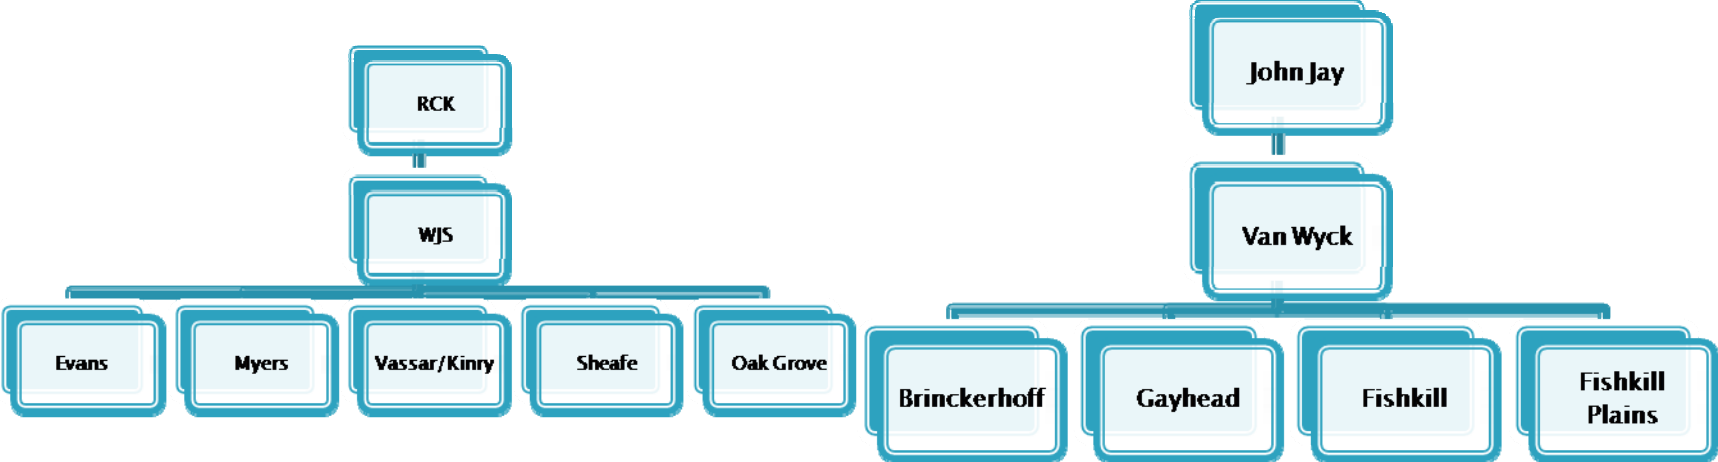 RCK
WJS
Evans
Myers
Vassar/Kinry
Sheafe
Oak Grove
John Jay
Van Wyck
Brinckerhoff
Gayhead
Fishkill
Fishkill
Plains